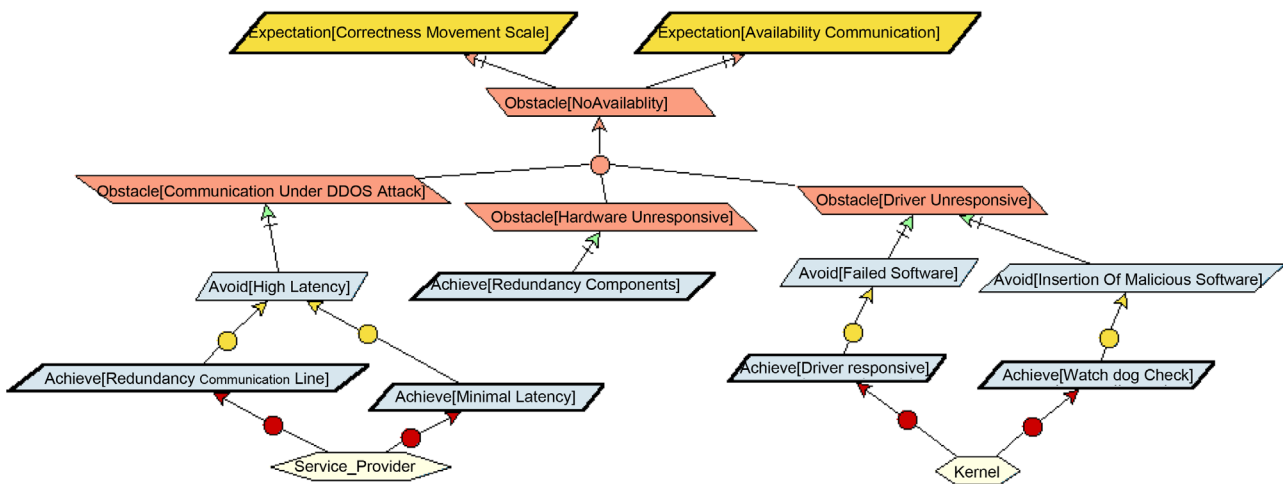 Expectation[Correctness Movement Scale]
Expectation[Availability Communication]
Obstacle[NoAvailablity]
Obstacle[Communication Under DDOS Attack]
Obstacle[Hardware Unresponsive]
Obstacle[Driver Unresponsive]
Avoid[High Latency]
Achieve[Redundancy Components]
Avoid[Failed Software]
Avoid[Insertion Of Malicious Software]
Achieve[Redundancy Communication Line]
Achieve[Minimal Latency]
Achieve[Driver responsive]
Achieve[Watch dog Check]
Service_Provider
Kernel